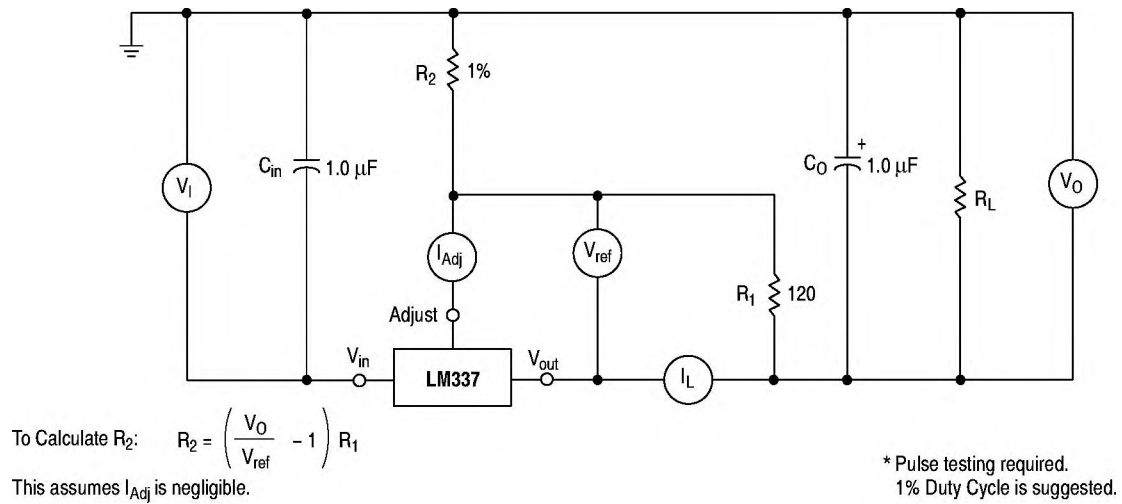 R2 1%
Cin 1.0 μF
CO + 1.0 μF
VI
RL
VO
IAdj
Vref
R1 120
Adjust
Vin
LM337
Vout
IL
To Calculate R2: R2 = ( VO / Vref – 1 ) R1
This assumes IAdj is negligible.
* Pulse testing required.
1% Duty Cycle is suggested.